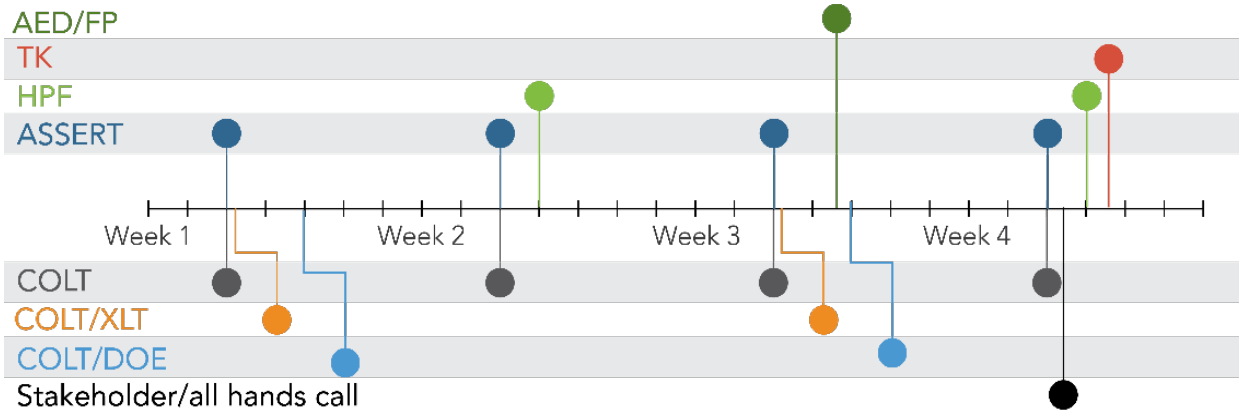 AED/FP
TK
HPF
ASSERT
Week 1 Week 2 Week 3 Week 4
COLT
COLT/XLT
COLT/DOE
Stakeholder/all hands call